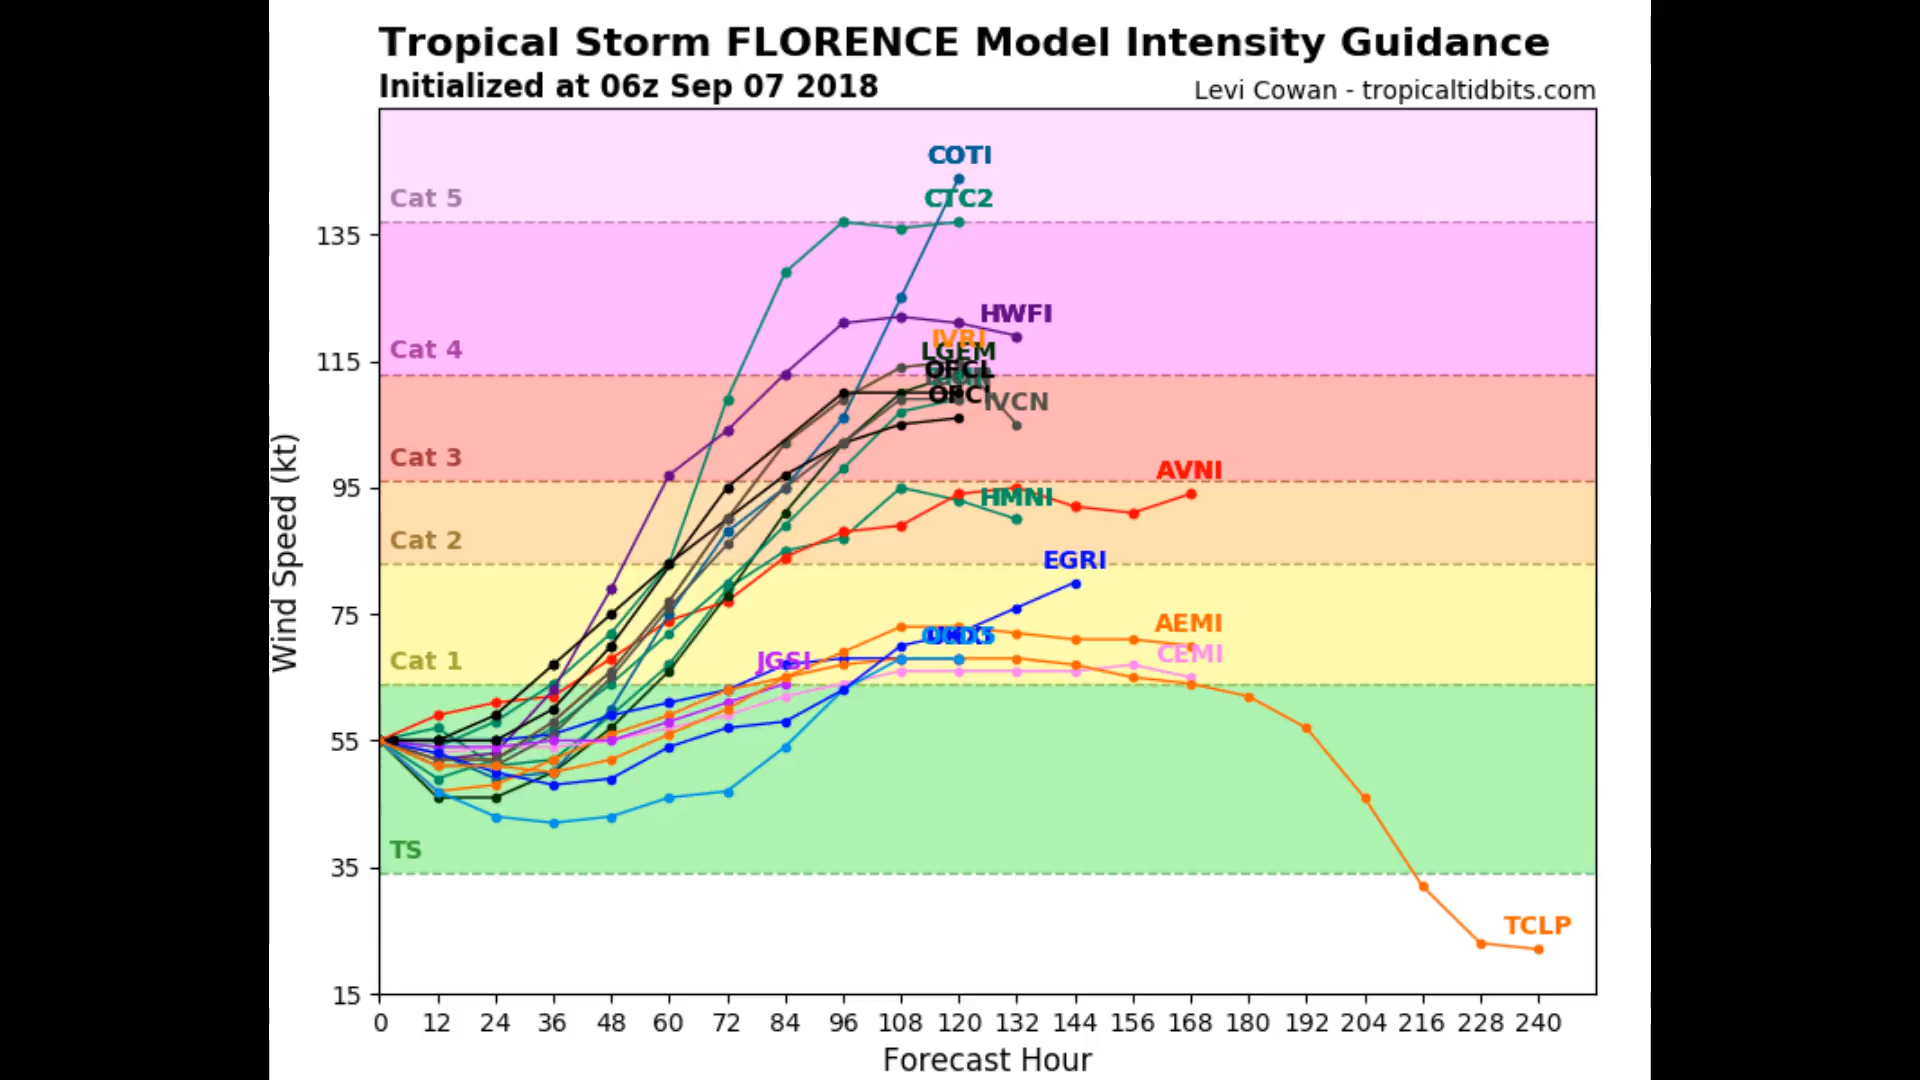 Tropical Storm FLORENCE Model Intensity Guidance
Initialized at 06z Sep 07 2018
Levi Cowan - tropicaltidbits.com
COTI
Cat 5
CTC2
135
HWFI
IVRI
115
Cat 4
LGEM
OFCL
IVCN
Cat 3
AVNI
95
HMNI
Cat 2
EGRI
75
AEMI
CEMI
JGSI
Cat 1
55
TS
35
TCLP
15
Wind Speed (kt)
0 12 24 36 48 60 72 84 96 108 120 132 144 156 168 180 192 204 216 228 240
Forecast Hour